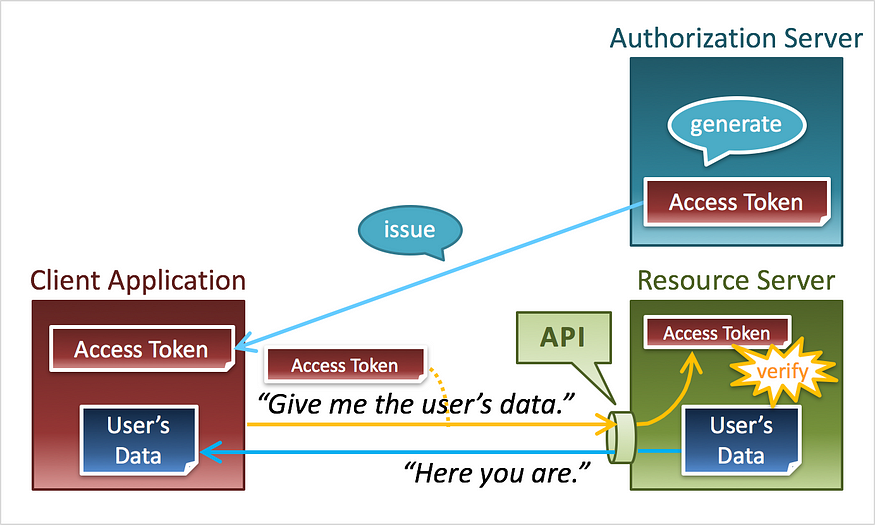 Authorization Server
generate
Access Token
issue
Client Application
Resource Server
Access Token
Access Token
API
Access Token
verify
“Give me the user’s data.”
User’s
Data
User’s
Data
“Here you are.”